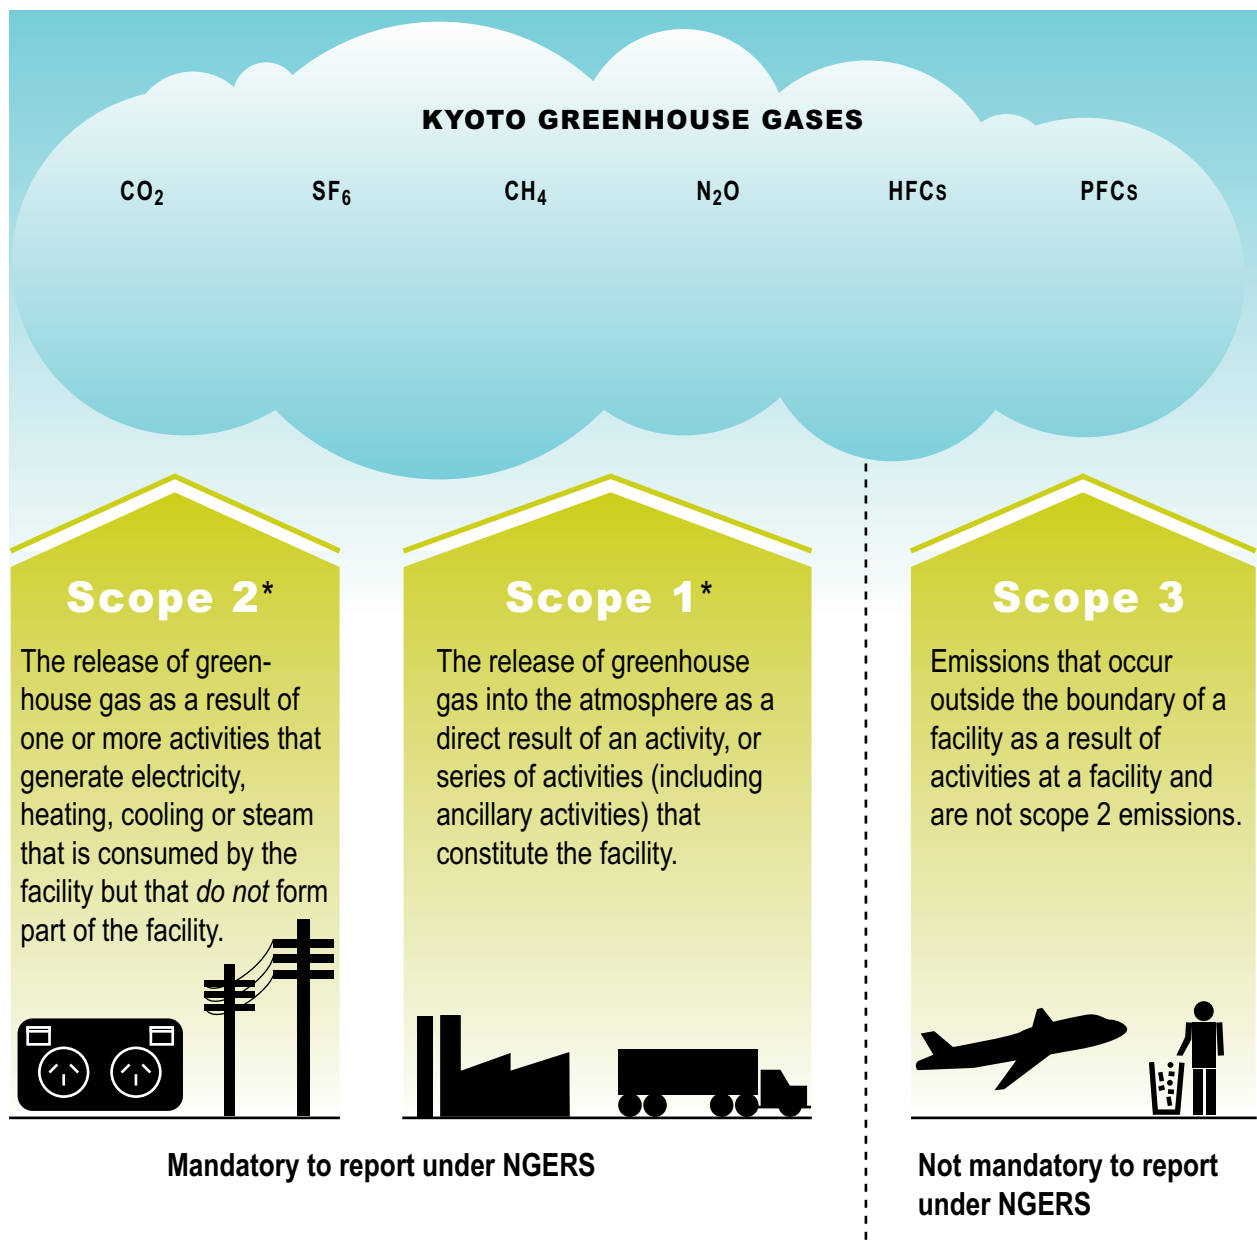 KYOTO GREENHOUSE GASES
CO₂ SF₆ CH₄ N₂O HFCs PFCs
Scope 2*
The release of green-
house gas as a result of
one or more activities that
generate electricity,
heating, cooling or steam
that is consumed by the
facility but that do not form
part of the facility.
Scope 1*
The release of greenhouse
gas into the atmosphere as a
direct result of an activity, or
series of activities (including
ancillary activities) that
constitute the facility.
Scope 3
Emissions that occur
outside the boundary of a
facility as a result of
activities at a facility and
are not scope 2 emissions.
Mandatory to report under NGERS
Not mandatory to report
under NGERS